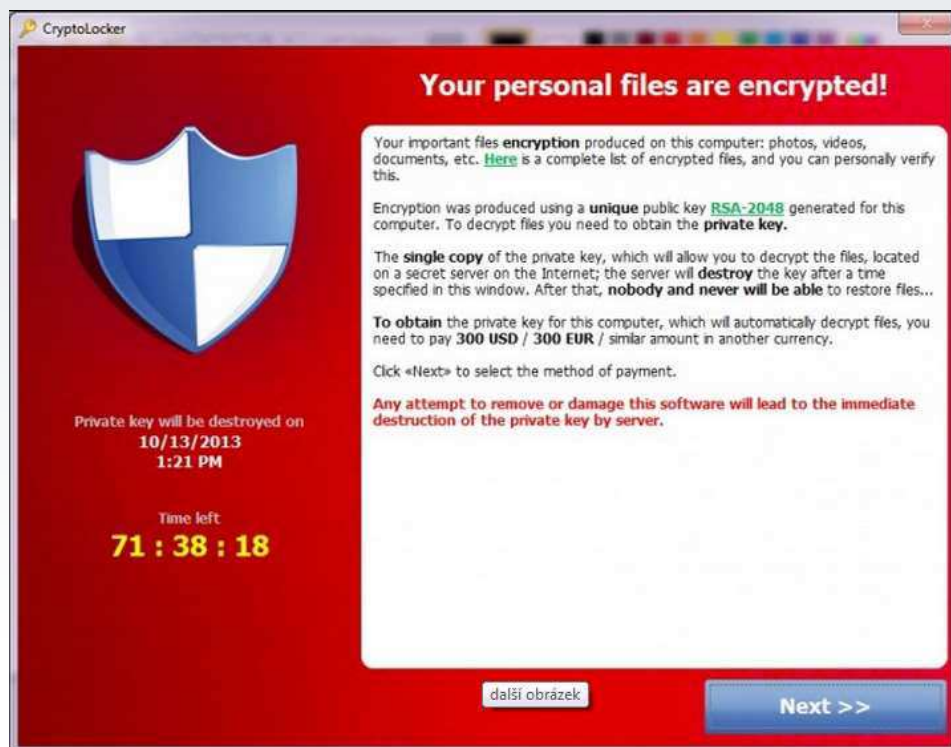 CryptoLocker
Your personal files are encrypted!
Your important files encryption produced on this computer: photos, videos,
documents, etc. Here is a complete list of encrypted files, and you can personally verify
this.
Encryption was produced using a unique public key RSA-2048 generated for this
computer. To decrypt files you need to obtain the private key.
The single copy of the private key, which will allow you to decrypt the files, located
on a secret server on the Internet; the server will destroy the key after a time
specified in this window. After that, nobody and never will be able to restore files...
To obtain the private key for this computer, which will automatically decrypt files, you
need to pay 300 USD / 300 EUR / similar amount in another currency.
Click «Next» to select the method of payment.
Any attempt to remove or damage this software will lead to the immediate
destruction of the private key by server.
Private key will be destroyed on
10/13/2013
1:21 PM
Time left
71 : 38 : 18
další obrázek
Next >>